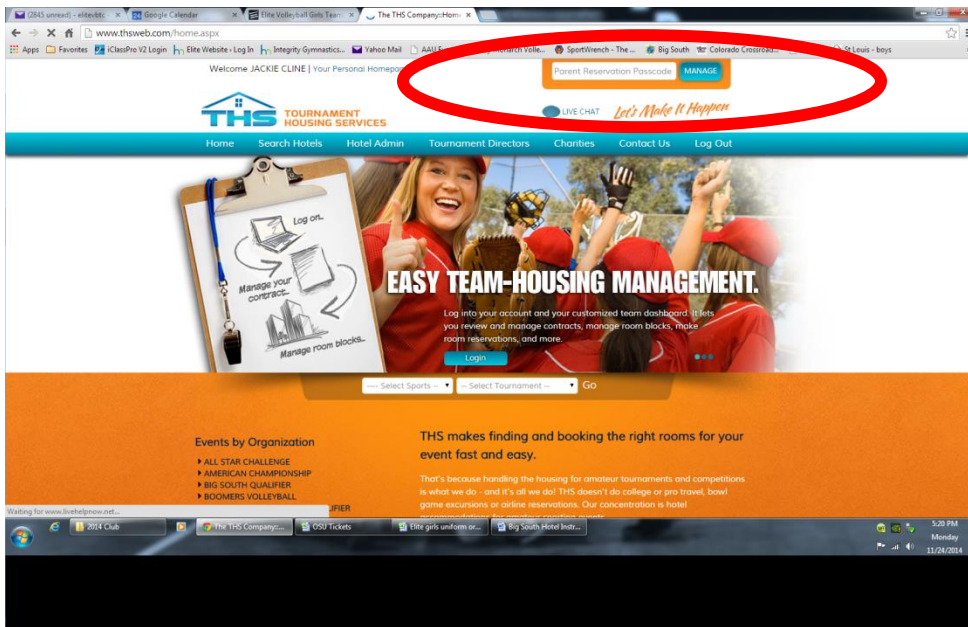 (2845 unread) - elitevbtc -
Google Calendar
Elite Volleyball Girls Team
The THS Company::Home
www.thsweb.com/home.aspx
Apps Favorites iClassPro V2 Login Elite Website - Log In Integrity Gymnastics... Yahoo Mail SportWrench - The ... Big South Colorado Crossroad... St Louis - boys
Welcome JACKIE CLINE | Your Personal Homepage
Parent Reservation Passcode MANAGE
THS TOURNAMENT
HOUSING SERVICES
LIVE CHAT Let's Make It Happen
Home Search Hotels Hotel Admin Tournament Directors Charities Contact Us Log Out
Log on..
Manage your
contract...
Manage room blocks..
EASY TEAM-HOUSING MANAGEMENT.
Log into your account and your customized team dashboard. It lets
you review and manage contracts, manage room blocks, make
room reservations, and more.
Login
---- Select Sports -- -- Select Tournament -- Go
Events by Organization
ALL STAR CHALLENGE
AMERICAN CHAMPIONSHIP
BIG SOUTH QUALIFIER
BOOMERS VOLLEYBALL
IFIER
THS makes finding and booking the right rooms for your
event fast and easy.
That's because handling the housing for amateur tournaments and competitions
is what we do - and it's all we do! THS doesn't do college or pro travel, bowl
game excursions or airline reservations. Our concentration is hotel
Waiting for www.livehelpnow.net...
2014 Club
The THS Company::...
OSU Tickets
Elite girls uniform or...
Big South Hotel Instr...
5:20 PM
Monday
11/24/2014